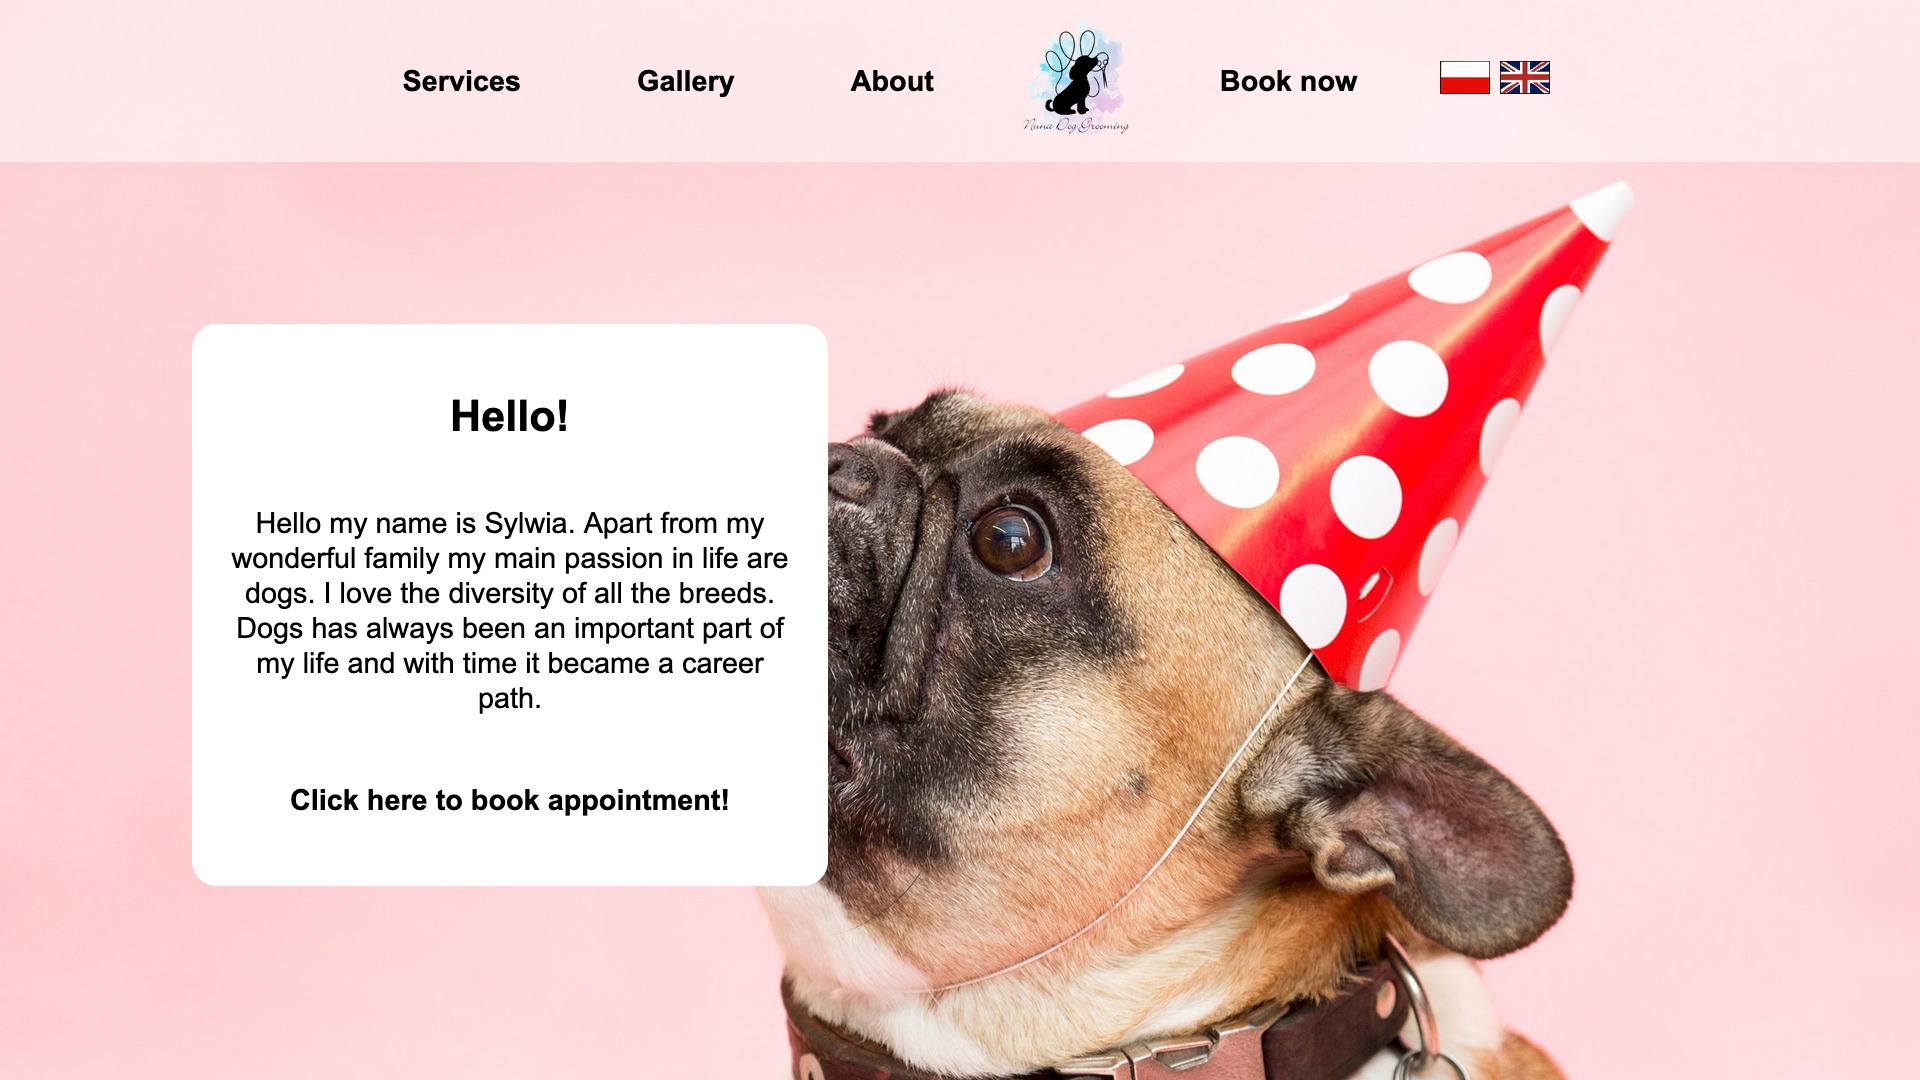 Services
Gallery
About
Nuna Dog Grooming
Book now
Hello!
Hello my name is Sylwia. Apart from my
wonderful family my main passion in life are
dogs. I love the diversity of all the breeds.
Dogs has always been an important part of
my life and with time it became a career
path.
Click here to book appointment!